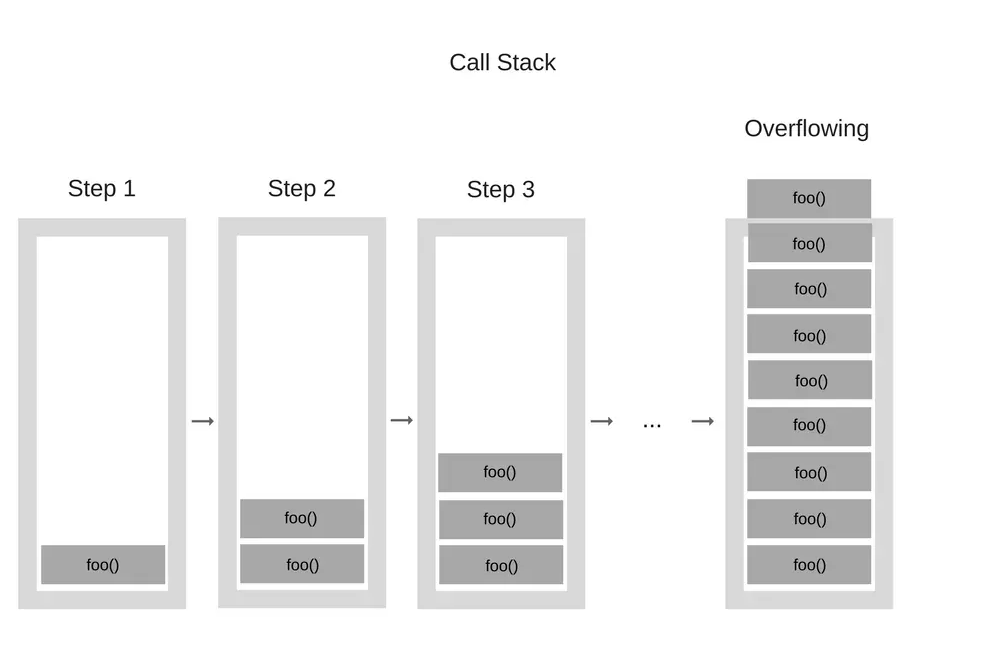 Call Stack
Overflowing
Step 1
Step 2
Step 3
foo()
foo()
foo()
foo()
foo()
foo()
→
→
→
...
→
foo()
foo()
foo()
foo()
foo()
foo()
foo()
foo()
foo()